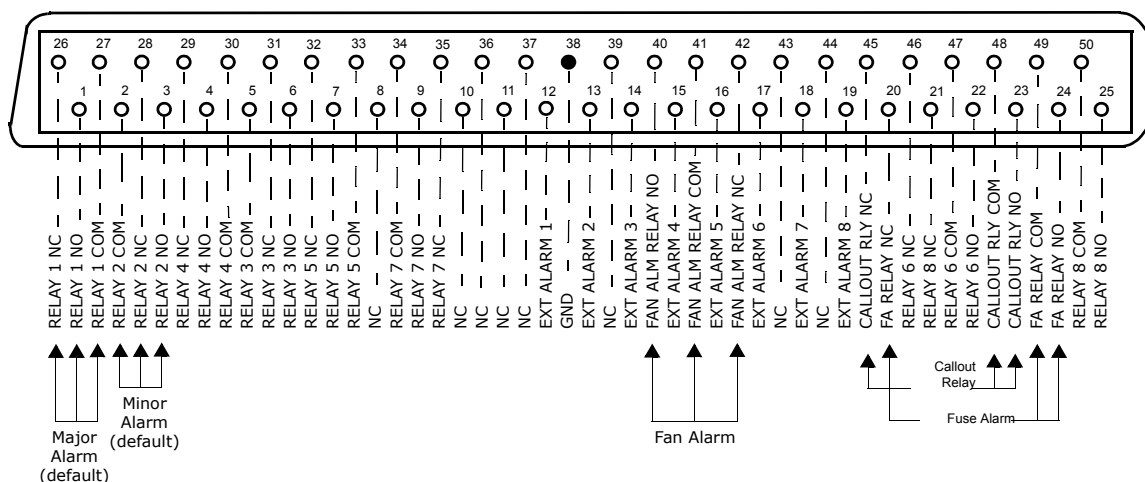 26 27 28 29 30 31 32 33 34 35 36 37 38 39 40 41 42 43 44 45 46 47 48 49 50
1 2 3 4 5 6 7 8 9 10 11 12 13 14 15 16 17 18 19 20 21 22 23 24 25
RELAY 1 NC
RELAY 1 NO
RELAY 1 COM
RELAY 2 COM
RELAY 2 NC
RELAY 2 NO
RELAY 4 NC
RELAY 4 NO
RELAY 4 COM
RELAY 3 COM
RELAY 3 NC
RELAY 3 NO
RELAY 5 NC
RELAY 5 NO
RELAY 5 COM
NC
RELAY 7 COM
RELAY 7 NO
RELAY 7 NC
NC
NC
NC
NC
EXT ALARM 1
GND
EXT ALARM 2
NC
EXT ALARM 3
FAN ALM RELAY NO
EXT ALARM 4
FAN ALM RELAY COM
EXT ALARM 5
FAN ALM RELAY NC
EXT ALARM 6
NC
EXT ALARM 7
NC
EXT ALARM 8
CALLOUT RLY NC
FA RELAY NC
RELAY 6 NC
RELAY 8 NC
RELAY 6 COM
RELAY 6 NO
CALLOUT RLY COM
CALLOUT RLY NO
FA RELAY COM
FA RELAY NO
RELAY 8 COM
RELAY 8 NO
Major
Alarm
(default)
Minor
Alarm
(default)
Fan Alarm
Callout
Relay
Fuse Alarm